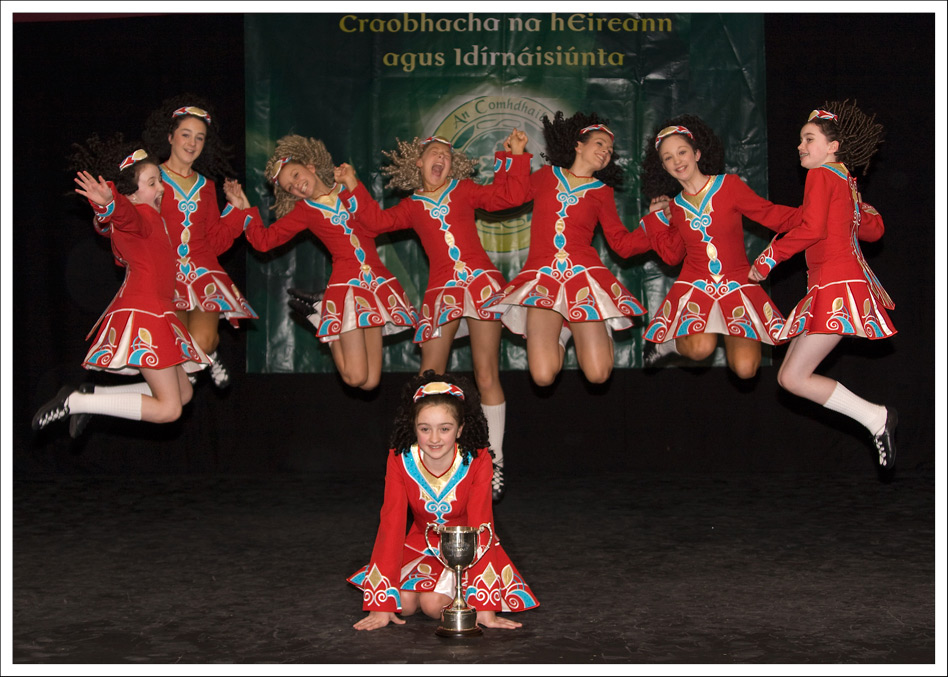 Craobhacha na hÉireann
agus Idirnáisiúnta
An Comhdháil